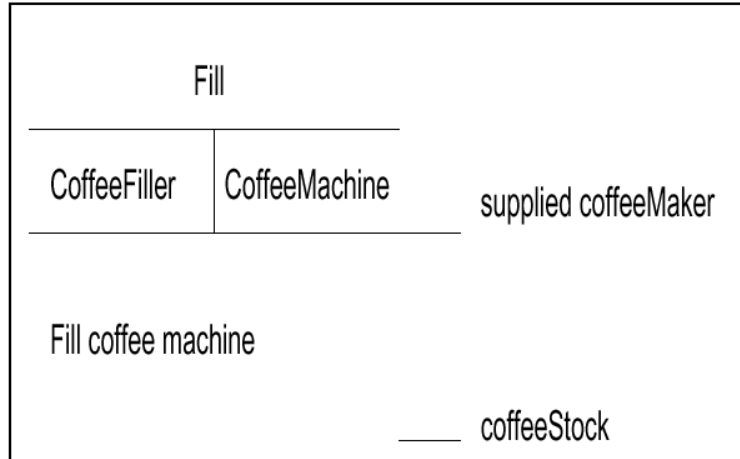 Fill
CoffeeFiller CoffeeMachine
supplied coffeeMaker
Fill coffee machine
coffeeStock